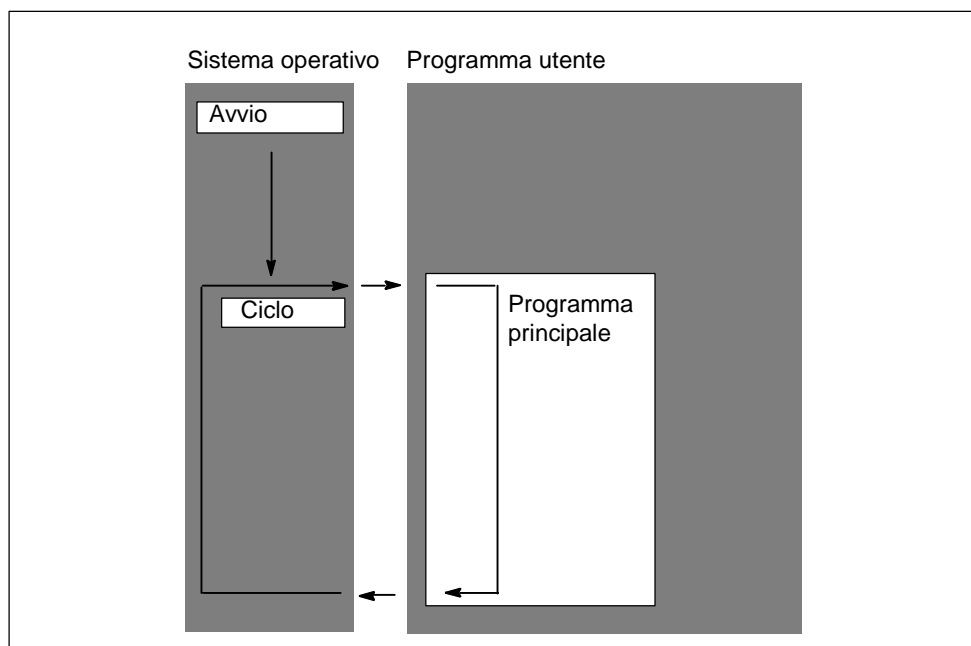 Sistema operativo
Programma utente
Avvio
Ciclo
Programma
principale